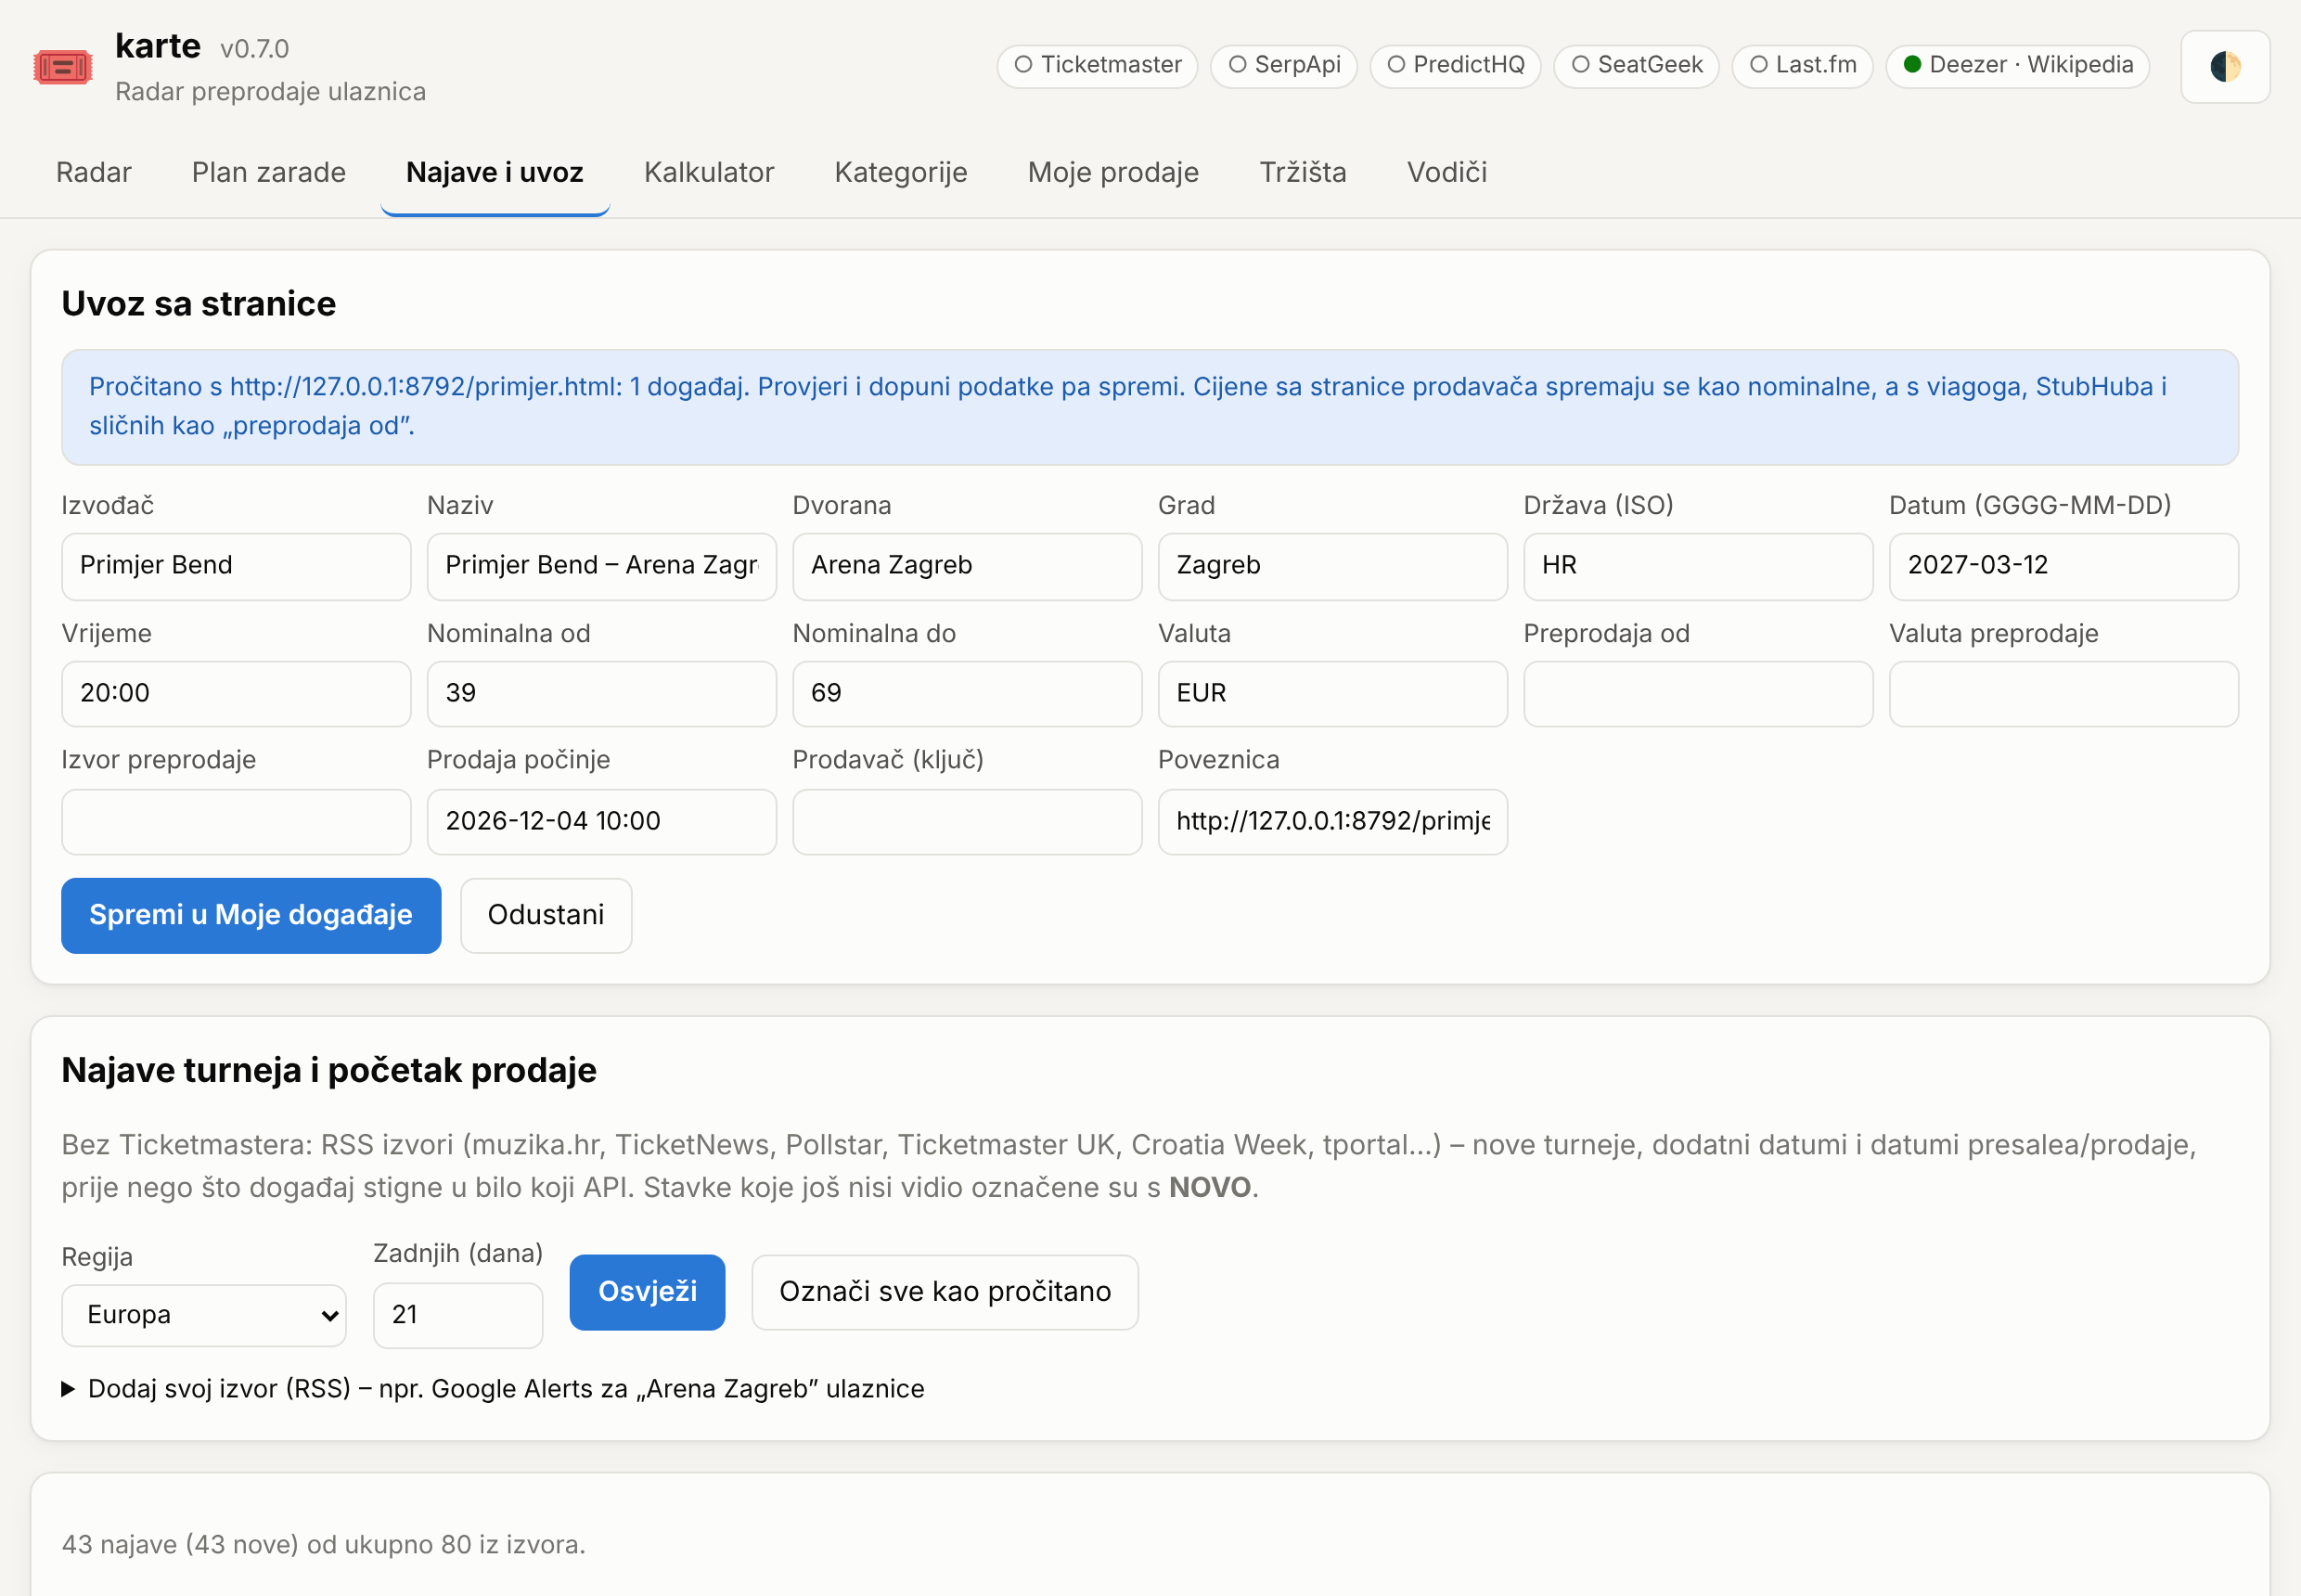 karte v0.7.0
Radar preprodaje ulaznica
Ticketmaster
SerpApi
PredictHQ
SeatGeek
Last.fm
Deezer · Wikipedia
Radar
Plan zarade
Najave i uvoz
Kalkulator
Kategorije
Moje prodaje
Tržišta
Vodiči
Uvoz sa stranice
Pročitano s http://127.0.0.1:8792/primjer.html: 1 događaj. Provjeri i dopuni podatke pa spremi. Cijene sa stranice prodavača spremaju se kao nominalne, a s viagoga, StubHuba i
sličnih kao „preprodaja od”.
Izvođač
Naziv
Dvorana
Grad
Država (ISO)
Datum (GGGG-MM-DD)
Primjer Bend
Primjer Bend – Arena Zagr
Arena Zagreb
Zagreb
HR
2027-03-12
Vrijeme
Nominalna od
Nominalna do
Valuta
Preprodaja od
Valuta preprodaje
20:00
39
69
EUR
Izvor preprodaje
Prodaja počinje
Prodavač (ključ)
Poveznica
2026-12-04 10:00
http://127.0.0.1:8792/primje
Spremi u Moje događaje
Odustani
Najave turneja i početak prodaje
Bez Ticketmastera: RSS izvori (muzika.hr, TicketNews, Pollstar, Ticketmaster UK, Croatia Week, tportal…) – nove turneje, dodatni datumi i datumi presalea/prodaje,
prije nego što događaj stigne u bilo koji API. Stavke koje još nisi vidio označene su s NOVO.
Regija
Zadnjih (dana)
Europa
21
Osvježi
Označi sve kao pročitano
Dodaj svoj izvor (RSS) – npr. Google Alerts za „Arena Zagreb” ulaznice
43 najave (43 nove) od ukupno 80 iz izvora.